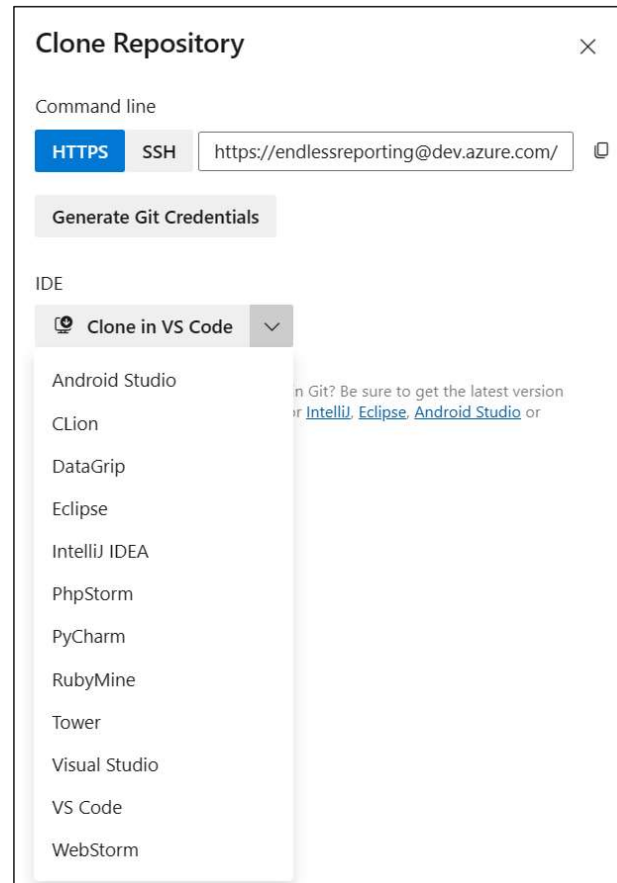 Clone Repository
Command line
HTTPS SSH https://endlessreporting@dev.azure.com/
Generate Git Credentials
IDE
Clone in VS Code
Android Studio
n Git? Be sure to get the latest version
CLion
IntelliJ, Eclipse, Android Studio or
DataGrip
Eclipse
IntelliJ IDEA
PhpStorm
PyCharm
RubyMine
Tower
Visual Studio
VS Code
WebStorm